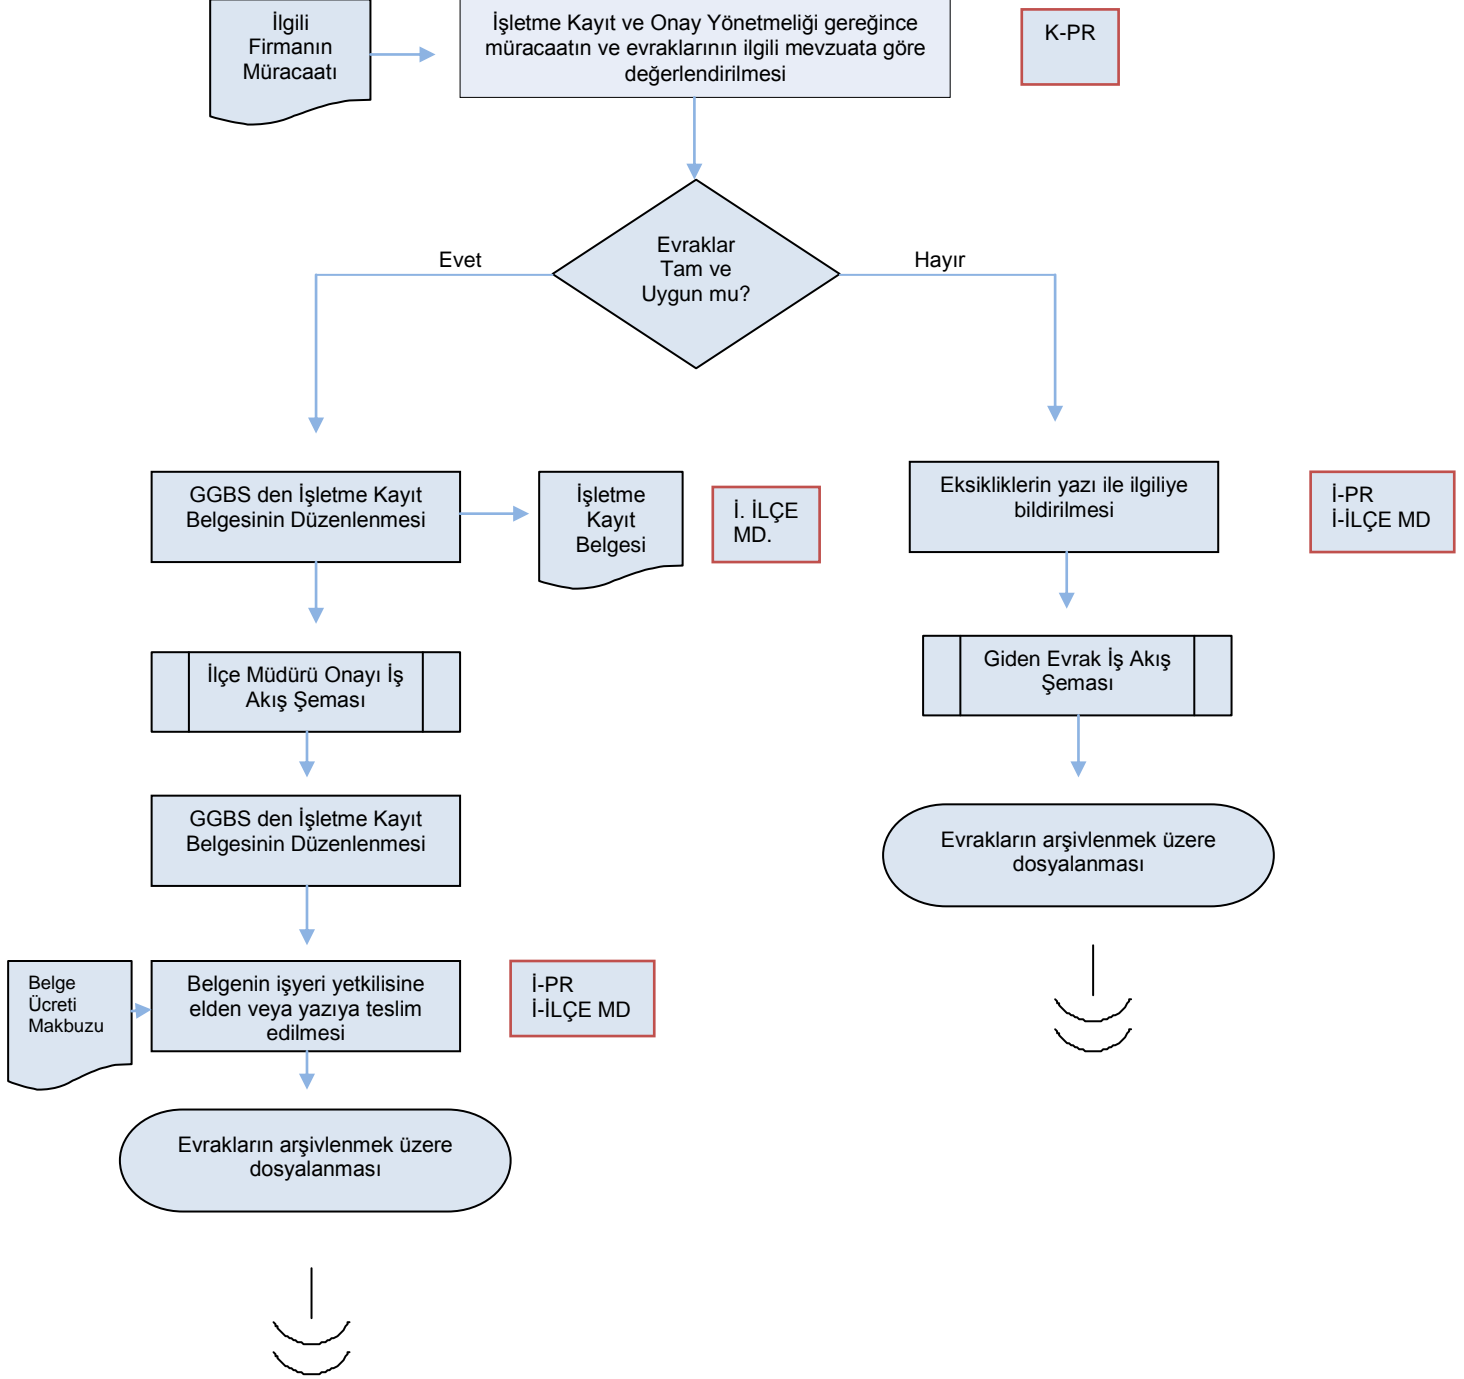 İlgili
Firmanın
Müracaatı
İşletme Kayıt ve Onay Yönetmeliği gereğince
müracaatın ve evraklarının ilgili mevzuata göre
değerlendirilmesi
K-PR
Evraklar
Tam ve
Uygun mu?
Evet
Hayır
GGBS den İşletme Kayıt
Belgesinin Düzenlenmesi
İşletme
Kayıt
Belgesi
İ. İLÇE
MD.
Eksikliklerin yazı ile ilgiliye
bildirilmesi
İ-PR
İ-İLÇE MD
İlçe Müdürü Onayı İş
Akış Şeması
Giden Evrak İş Akış
Şeması
GGBS den İşletme Kayıt
Belgesinin Düzenlenmesi
Evrakların arşivlenmek üzere
dosyalanması
Belge
Ücreti
Makbuzu
Belgenin işyeri yetkilisine
elden veya yazıya teslim
edilmesi
İ-PR
İ-İLÇE MD
Evrakların arşivlenmek üzere
dosyalanması